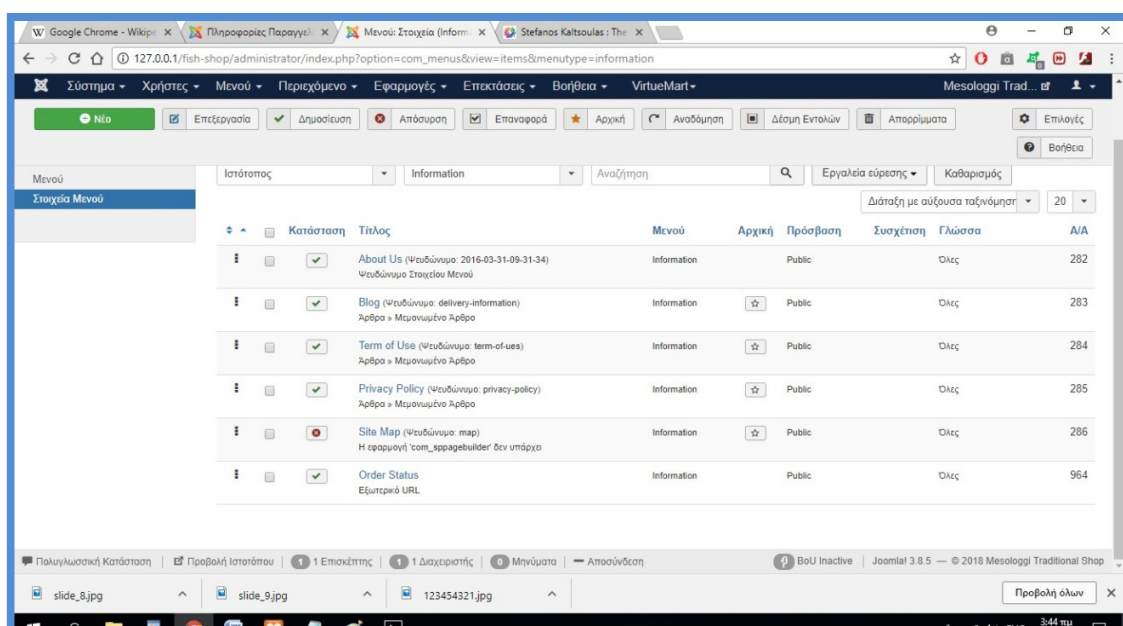 W Google Chrome - Wikipe × Πληροφορίες Παραγγελ × Μενού: Στοιχεία (Inform × Stefanos Kaltsoulas : The ×
127.0.0.1/fish-shop/administrator/index.php?option=com_menus&view=items&menutype=information
Σύστημα Χρήστες Μενού Περιεχόμενο Εφαρμογές Επεκτάσεις Βοήθεια VirtueMart Mesologgi Trad...
Νέο Επεξεργασία Δημοσίευση Απόσυρση Επαναφορά Αρχική Αναδόμηση Δέσμη Εντολών Απορρίμματα Επιλογές
Βοήθεια
Μενού Ιστότοπος Information Αναζήτηση Εργαλεία εύρεσης Καθαρισμός
Στοιχεία Μενού Διάταξη με αύξουσα ταξινόμησr 20
Κατάσταση Τίτλος Μενού Αρχική Πρόσβαση Συσχέτιση Γλώσσα Α/Α
About Us (Ψευδώνυμο: 2016-03-31-09-31-34) Information Public Όλες 282
Ψευδώνυμο Στοιχείου Μενού
Blog (Ψευδώνυμο: delivery-information) Information Public Όλες 283
Άρθρα » Μεμονωμένο Άρθρο
Term of Use (Ψευδώνυμο: term-of-ues) Information Public Όλες 284
Άρθρα » Μεμονωμένο Άρθρο
Privacy Policy (Ψευδώνυμο: privacy-policy) Information Public Όλες 285
Άρθρα » Μεμονωμένο Άρθρο
Site Map (Ψευδώνυμο: map) Information Public Όλες 286
Η εφαρμογή 'com_sppagebuilder' δεν υπάρχει
Order Status Information Public Όλες 964
Εξωτερικό URL
Πολυγλωσσική Κατάσταση Προβολή Ιστοτόπου 1 1 Επισκέπτης 1 1 Διαχειριστής 0 Μηνύματα Αποσύνδεση 0 BoU Inactive Joomla! 3.8.5 — © 2018 Mesologgi Traditional Shop
slide_8.jpg slide_9.jpg 123454321.jpg Προβολή όλων
3:44 πμ